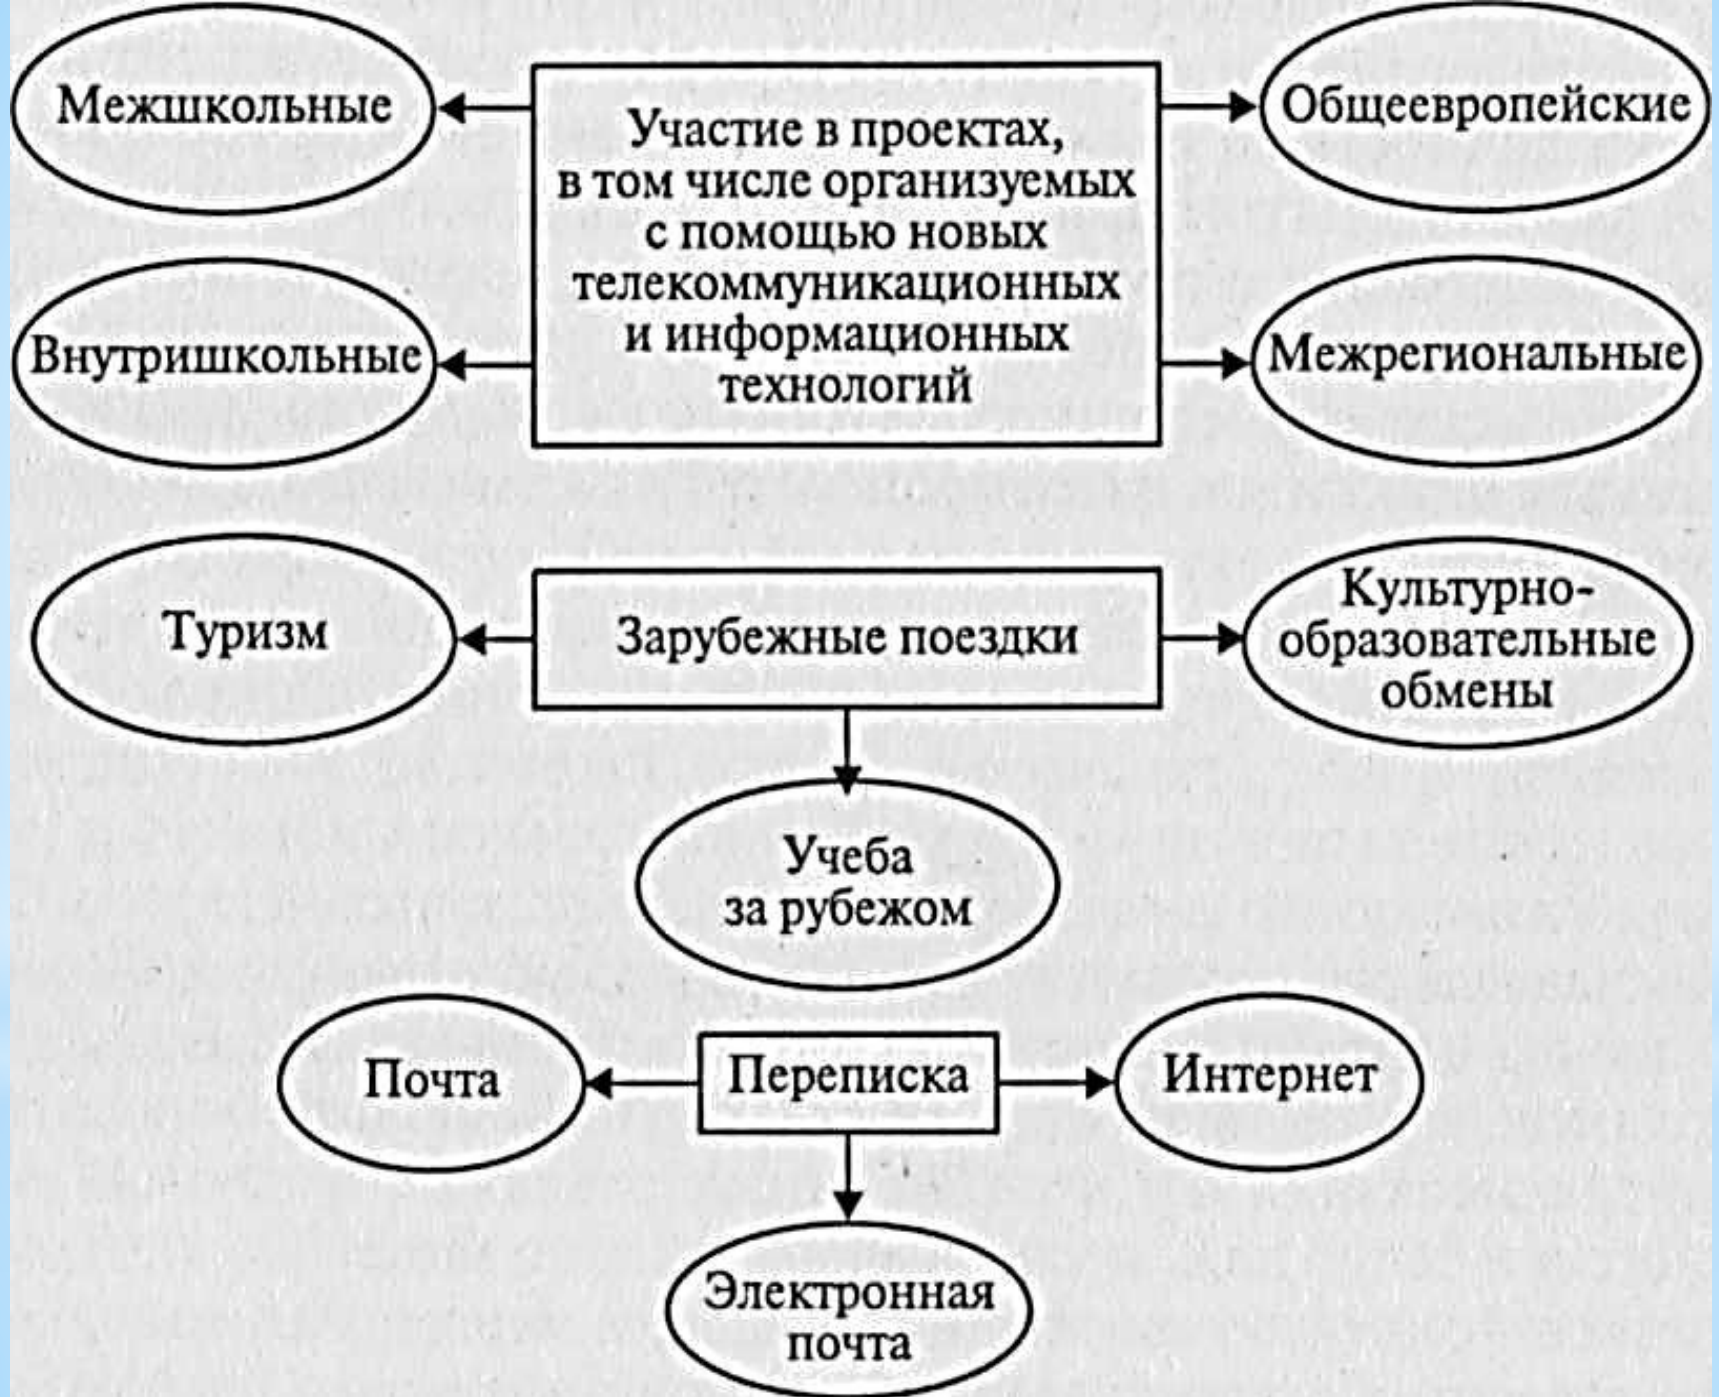 Межшкольные
Участие в проектах,
в том числе организуемых
с помощью новых
телекоммуникационных
и информационных
технологий
Общеевропейские
Внутришкольные
Межрегиональные
Туризм
Зарубежные поездки
Культурно-
образовательные
обмены
Учеба
за рубежом
Почта
Переписка
Интернет
Электронная
почта